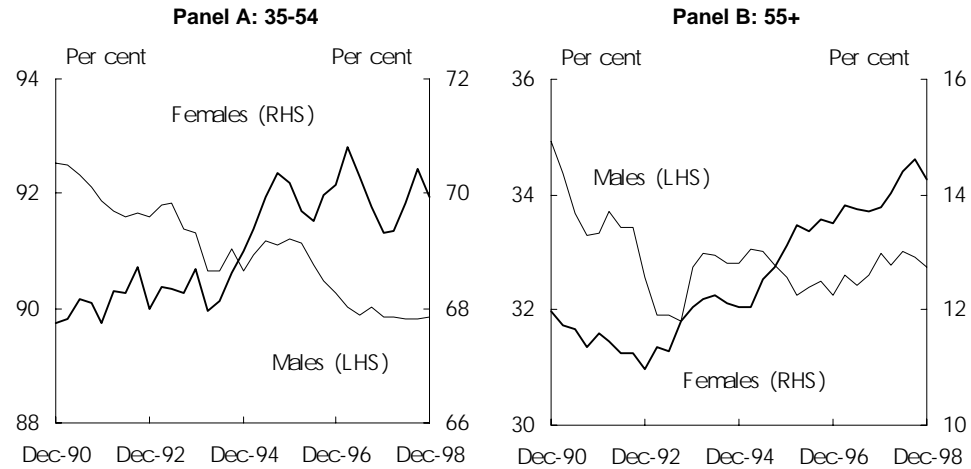 Panel A: 35-54
Per cent Per cent
94 72
Females (RHS)
92 70
90 68
Males (LHS)
88 66
Dec-90 Dec-92 Dec-94 Dec-96 Dec-98
Panel B: 55+
Per cent Per cent
36 16
Males (LHS)
34 14
32 12
Females (RHS)
30 10
Dec-90 Dec-92 Dec-94 Dec-96 Dec-98